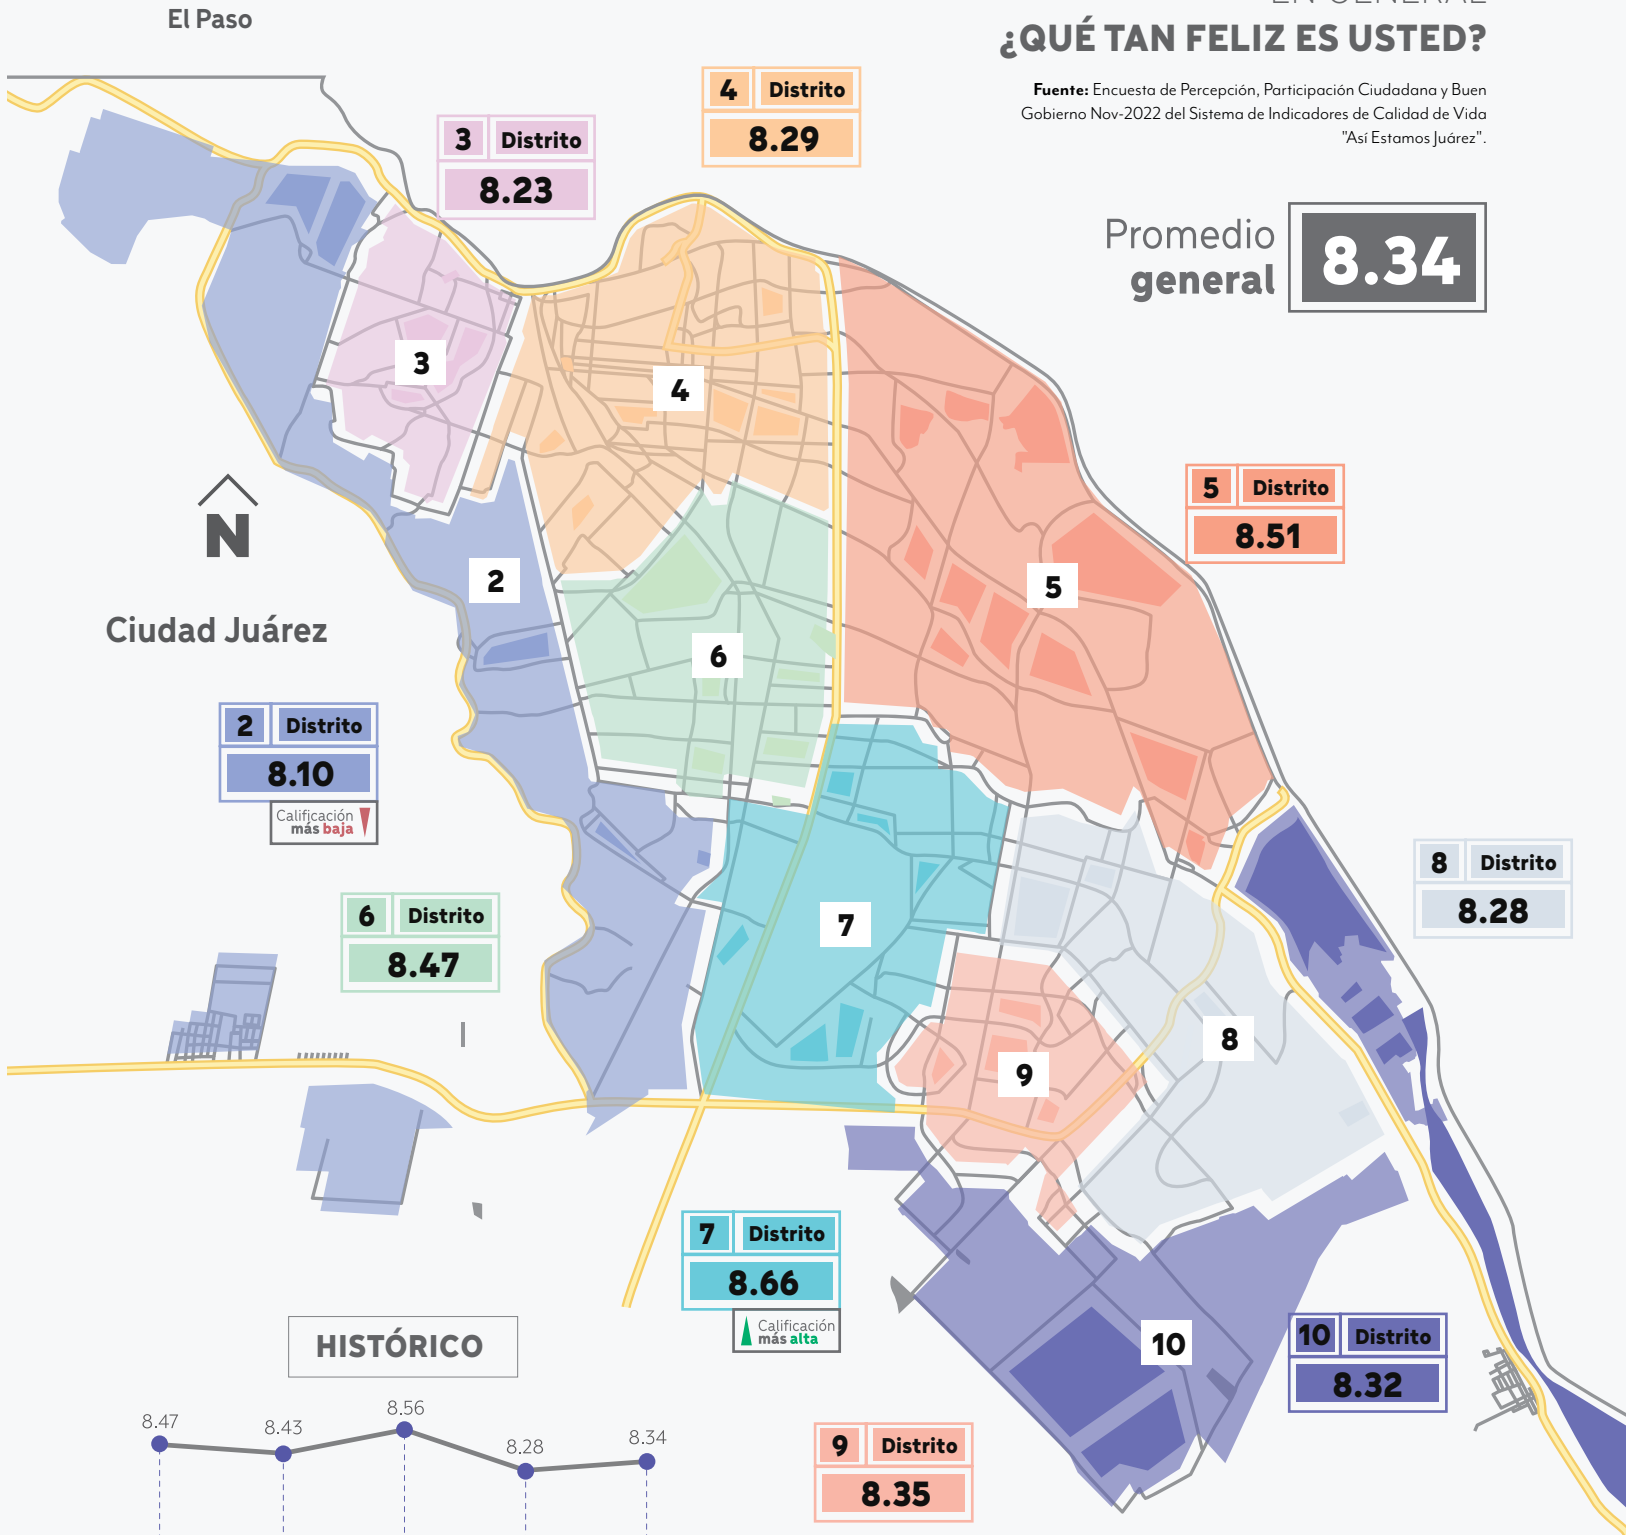 El Paso
EN GENERAL
¿QUÉ TAN FELIZ ES USTED?
Fuente: Encuesta de Percepción, Participación Ciudadana y Buen
Gobierno Nov-2022 del Sistema de Indicadores de Calidad de Vida
"Así Estamos Juárez".
Promedio
general
8.34
4 Distrito
8.29
3 Distrito
8.23
3
4
5 Distrito
8.51
N
2
5
Ciudad Juárez
6
2 Distrito
8.10
Calificación
más baja
8 Distrito
8.28
6 Distrito
8.47
7
8
9
7 Distrito
8.66
Calificación
más alta
10
10 Distrito
8.32
HISTÓRICO
8.47
8.43
8.56
8.28
8.34
9 Distrito
8.35